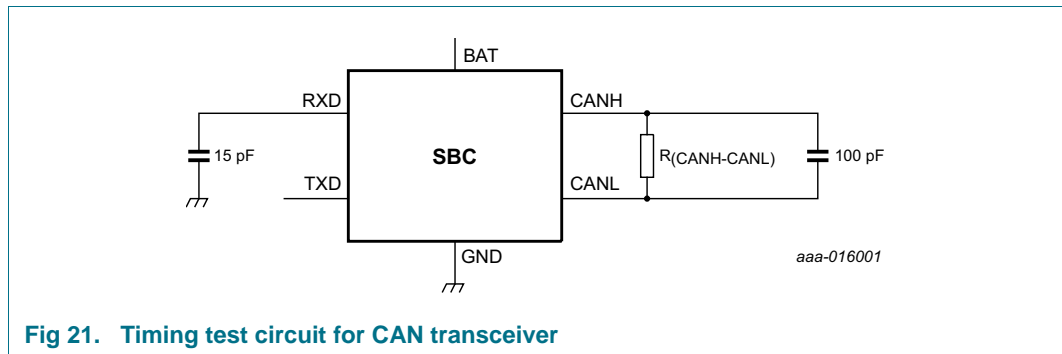 BAT
RXD
CANH
15 pF
SBC
R(CANH-CANL)
100 pF
TXD
CANL
GND
aaa-016001
Fig 21. Timing test circuit for CAN transceiver